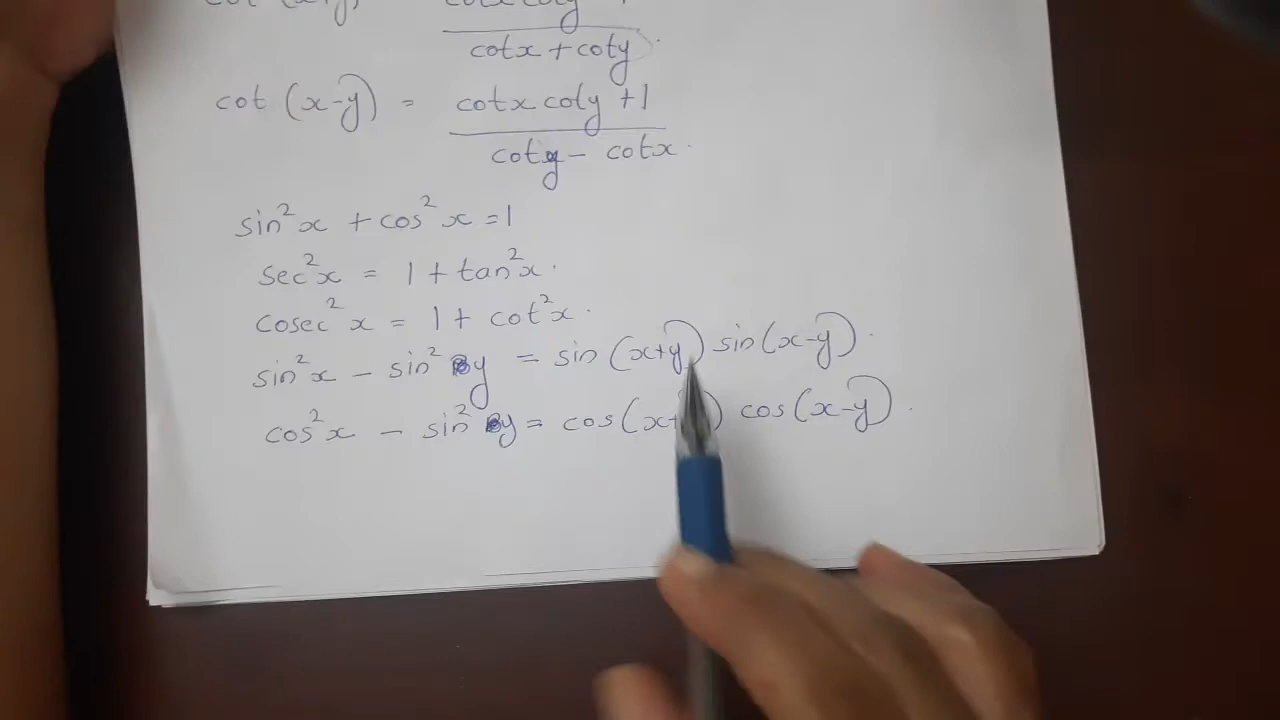 cotx + coty
cot (x-y) = cotx coty +1
coty - cotx.
sin²x + cos²x = 1
sec²x = 1 + tan²x.
cosec²x = 1 + cot²x.
sin²x - sin²y = sin(x+y) sin(x-y).
cos²x - sin²y = cos(x+ ) cos(x-y).